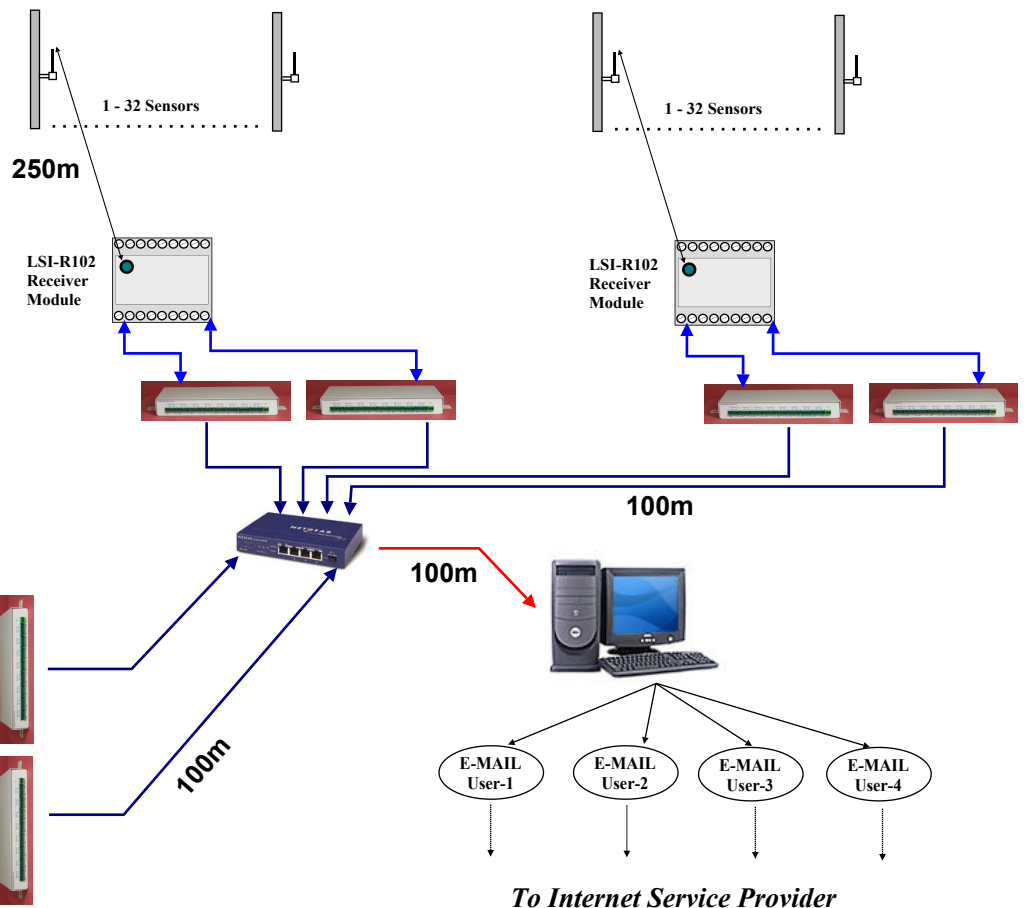 1 - 32 Sensors
1 - 32 Sensors
250m
LSI-R102
Receiver
Module
LSI-R102
Receiver
Module
100m
NETGEAR
100m
100m
E-MAIL
User-1
E-MAIL
User-2
E-MAIL
User-3
E-MAIL
User-4
To Internet Service Provider